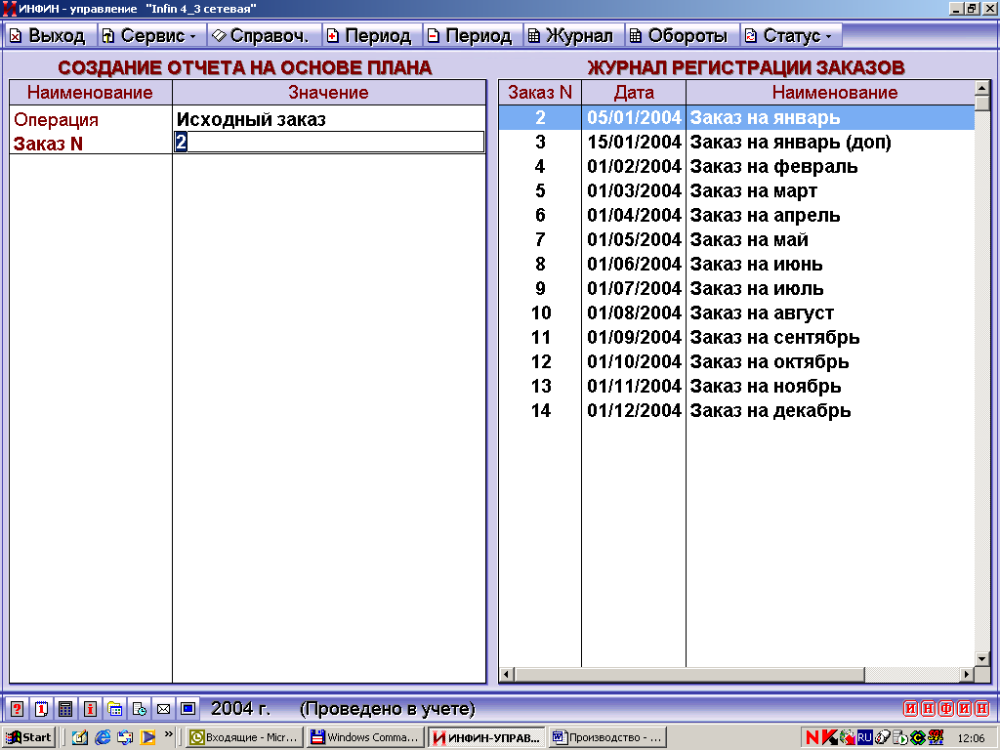 ИНФИН - управление "Infin 4_3 сетевая"
Выход Сервис Справоч. Период Период Журнал Обороты Статус
СОЗДАНИЕ ОТЧЕТА НА ОСНОВЕ ПЛАНА
Наименование Значение
Операция Исходный заказ
Заказ N 2
ЖУРНАЛ РЕГИСТРАЦИИ ЗАКАЗОВ
Заказ N Дата Наименование
2 05/01/2004 Заказ на январь
3 15/01/2004 Заказ на январь (доп)
4 01/02/2004 Заказ на февраль
5 01/03/2004 Заказ на март
6 01/04/2004 Заказ на апрель
7 01/05/2004 Заказ на май
8 01/06/2004 Заказ на июнь
9 01/07/2004 Заказ на июль
10 01/08/2004 Заказ на август
11 01/09/2004 Заказ на сентябрь
12 01/10/2004 Заказ на октябрь
13 01/11/2004 Заказ на ноябрь
14 01/12/2004 Заказ на декабрь
2004 г. (Проведено в учете) ИНФИН
Start » Входящие - Micr... Windows Comma... ИНФИН-УПРАВ... Производство - ... RU 12:06